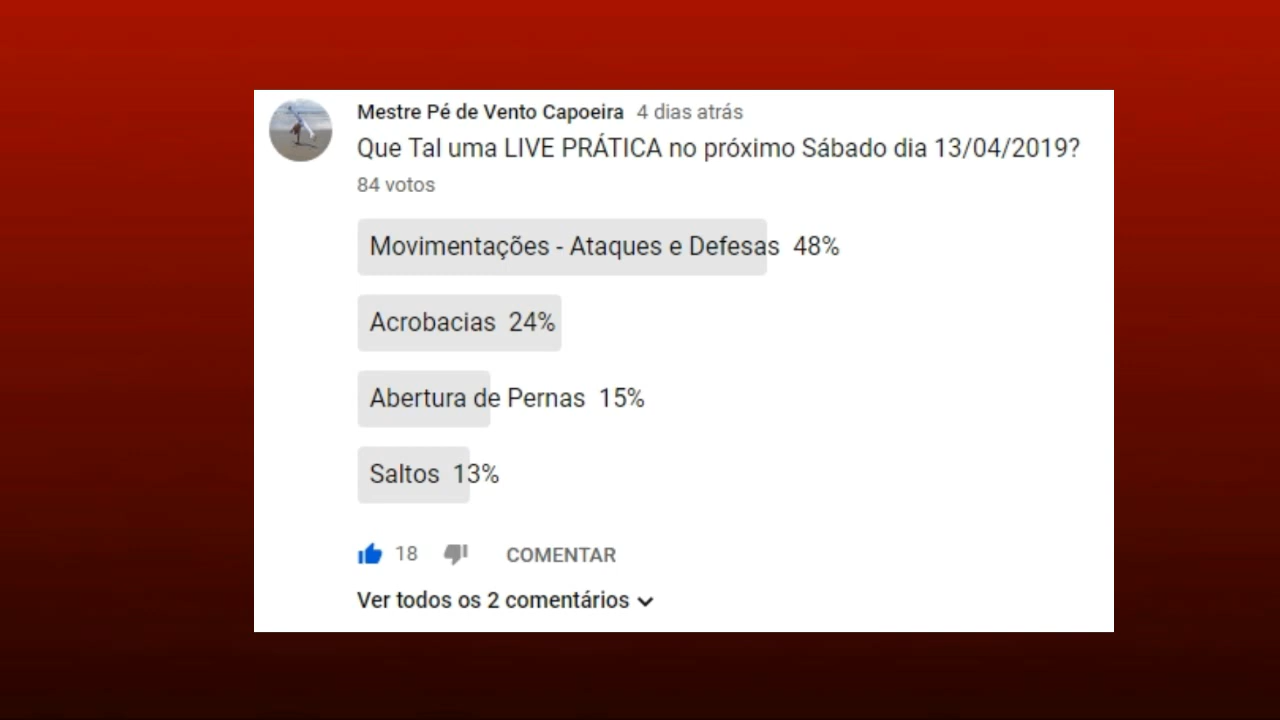 Mestre Pé de Vento Capoeira 4 dias atrás
Que Tal uma LIVE PRÁTICA no próximo Sábado dia 13/04/2019?
84 votos
Movimentações - Ataques e Defesas 48%
Acrobacias 24%
Abertura de Pernas 15%
Saltos 13%
18 COMENTAR
Ver todos os 2 comentários